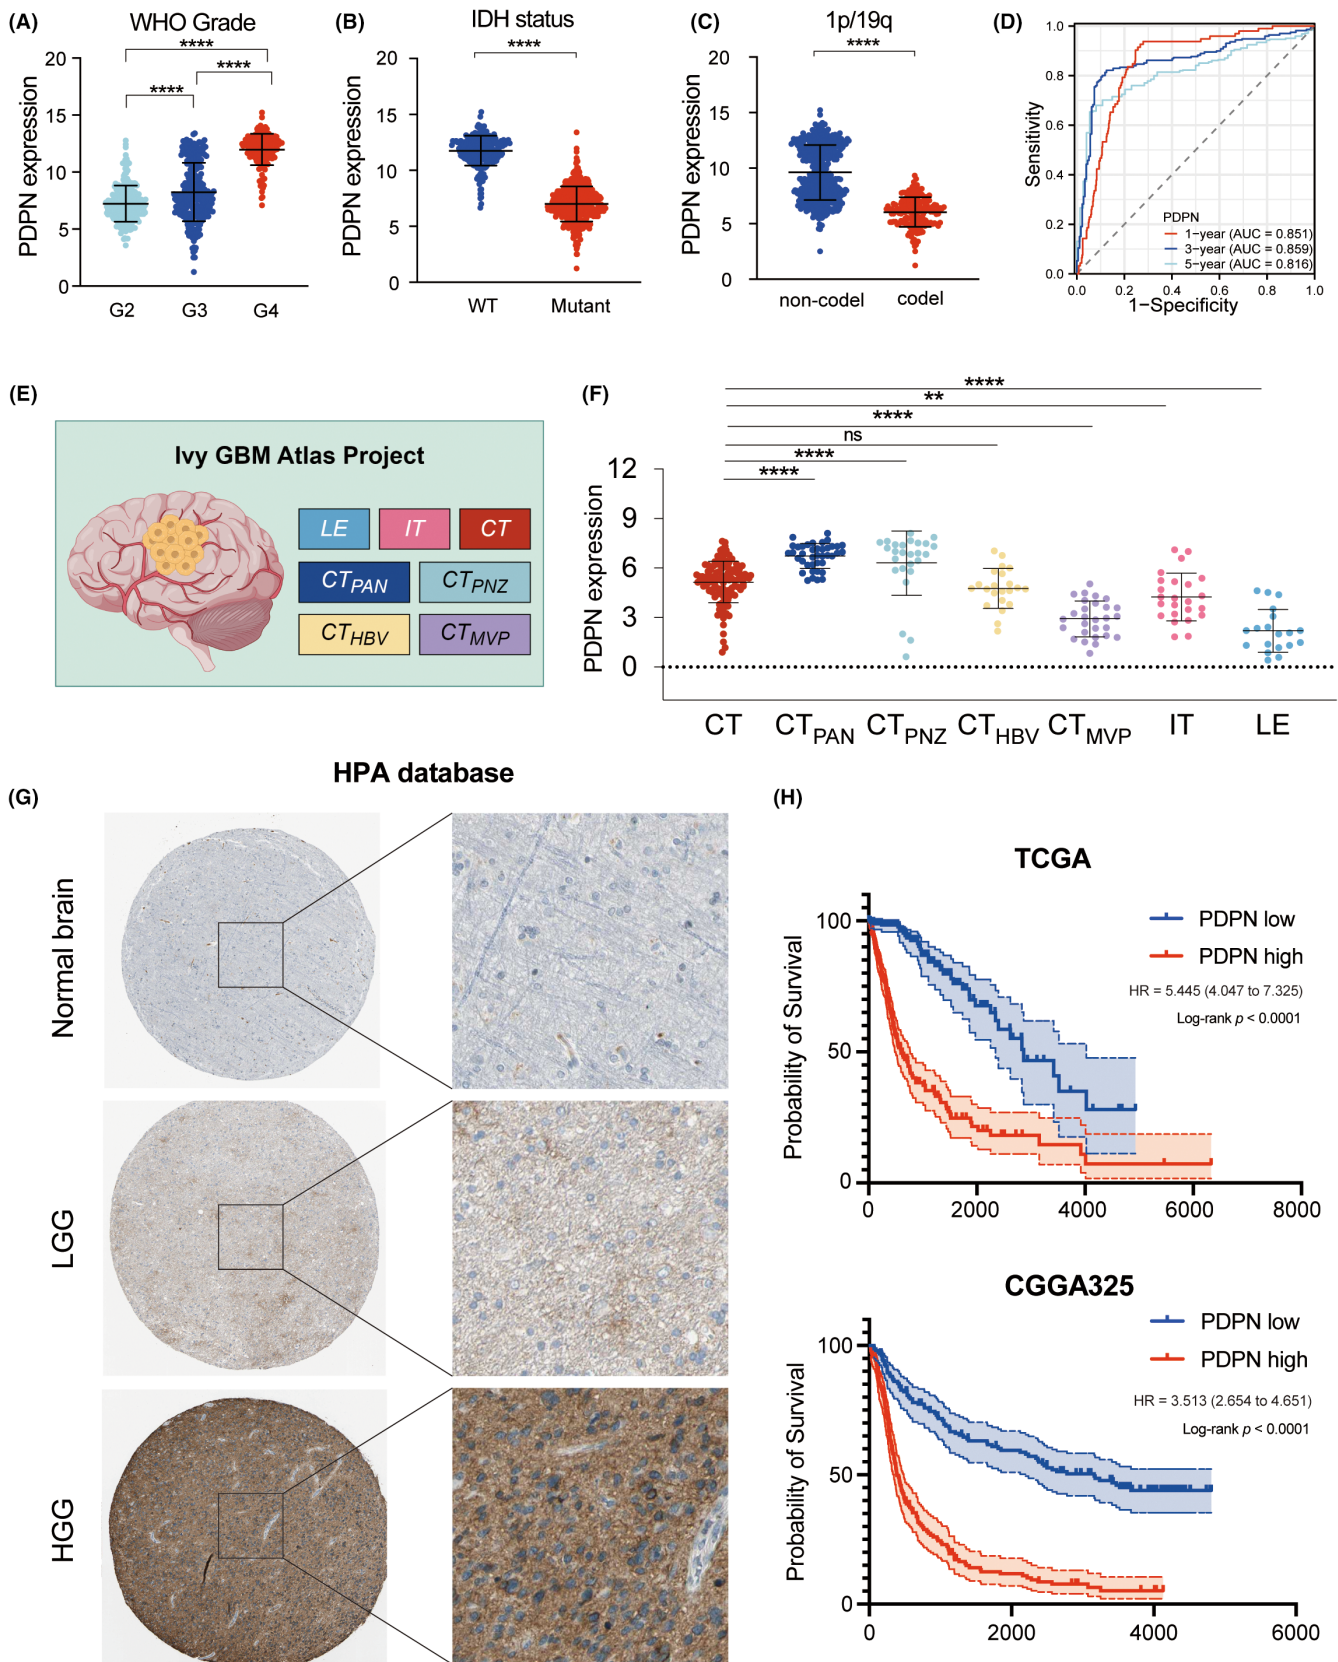 (A)
WHO Grade
****
****
****
PDPN expression
20
15
10
5
0
G2 G3 G4
(B)
IDH status
****
PDPN expression
20
15
10
5
0
WT Mutant
(C)
1p/19q
****
PDPN expression
20
15
10
5
0
non-codel codel
(D)
Sensitivity
1.0
0.8
0.6
0.4
0.2
0.0
PDPN
1−year (AUC = 0.851)
3−year (AUC = 0.859)
5−year (AUC = 0.816)
0.0 0.2 0.4 0.6 0.8 1.0
1−Specificity
(E)
Ivy GBM Atlas Project
LE IT CT
CTPAN CTPNZ
CTHBV CTMVP
(F)
****
**
****
ns
****
****
PDPN expression
12
9
6
3
0
CT CTPAN CTPNZ CTHBV CTMVP IT LE
HPA database
(G)
Normal brain
LGG
HGG
(H)
TCGA
PDPN low
PDPN high
HR = 5.445 (4.047 to 7.325)
Log-rank p < 0.0001
Probability of Survival
100
50
0
0 2000 4000 6000 8000
CGGA325
PDPN low
PDPN high
HR = 3.513 (2.654 to 4.651)
Log-rank p < 0.0001
Probability of Survival
100
50
0
0 2000 4000 6000